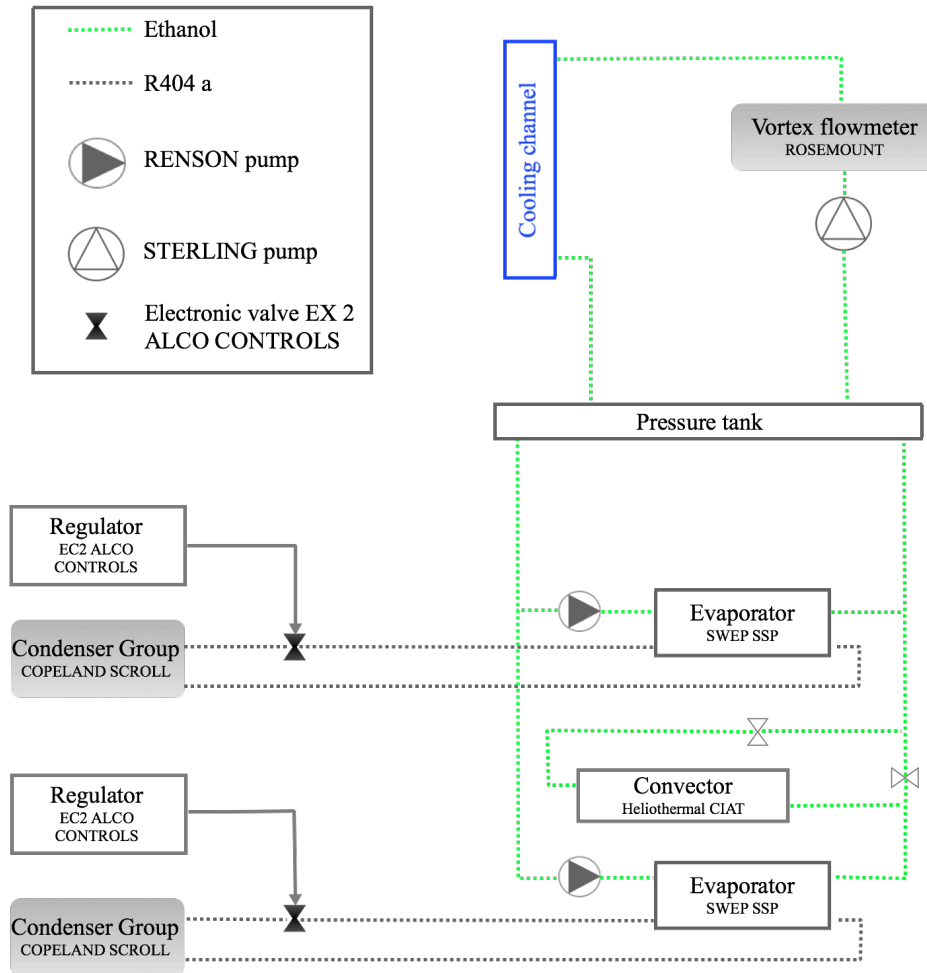 Ethanol
R404 a
RENSON pump
STERLING pump
Electronic valve EX 2
ALCO CONTROLS
Cooling channel
Vortex flowmeter
ROSEMOUNT
Pressure tank
Regulator
EC2 ALCO
CONTROLS
Evaporator
SWEP SSP
Condenser Group
COPELAND SCROLL
Convector
Heliothermal CIAT
Regulator
EC2 ALCO
CONTROLS
Evaporator
SWEP SSP
Condenser Group
COPELAND SCROLL